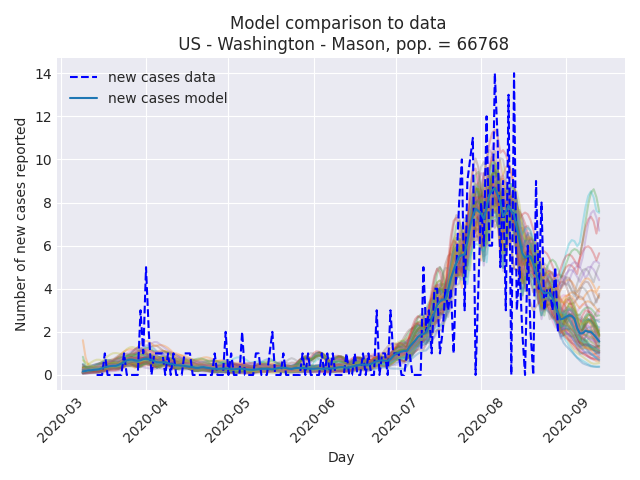 Model comparison to data
US - Washington - Mason, pop. = 66768
new cases data
new cases model
Number of new cases reported
14
12
10
8
6
4
2
0
2020-03
2020-04
2020-05
2020-06
2020-07
2020-08
2020-09
Day